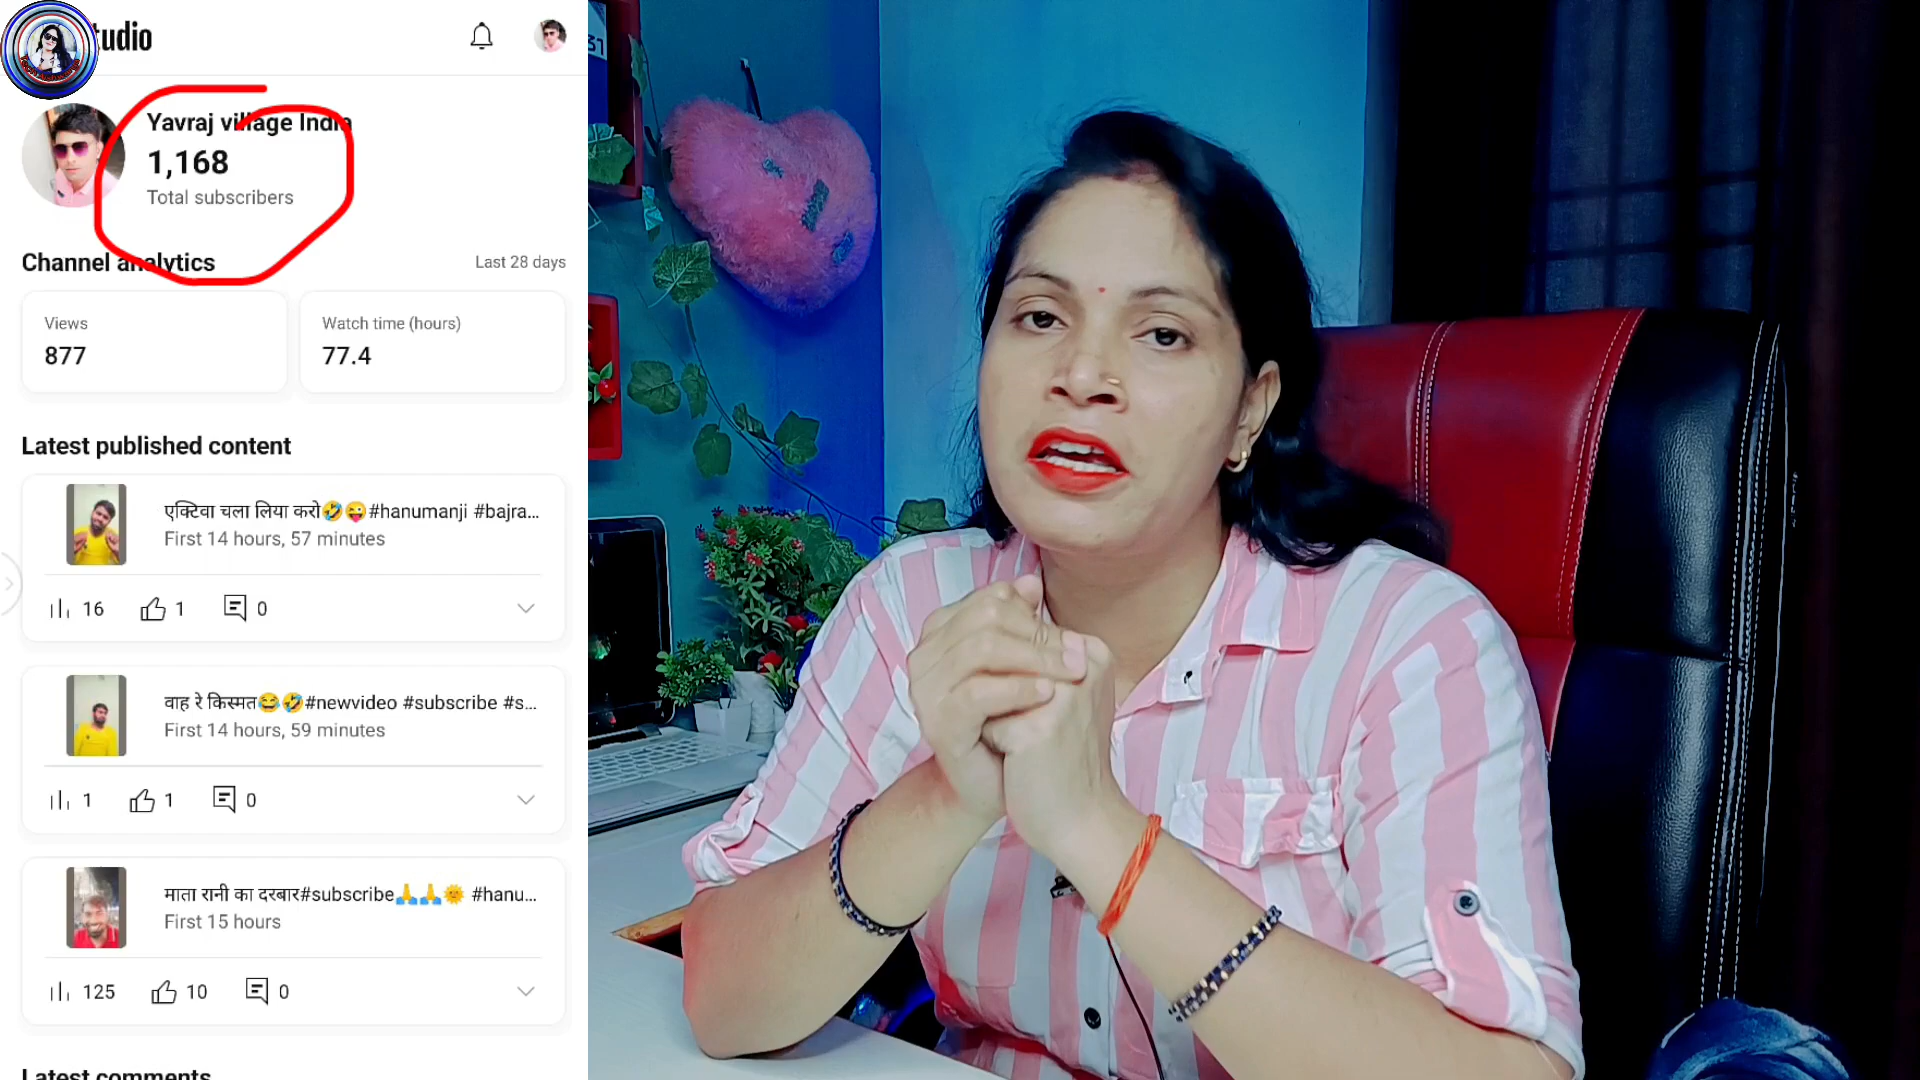 tudio
Yavraj village India
1,168
Total subscribers
Channel analytics
Last 28 days
Views
877
Watch time (hours)
77.4
Latest published content
एक्टिवा चला लिया करो🤣😜#hanumanji #bajra...
First 14 hours, 57 minutes
16
1
0
वाह रे किस्मत😂🤣#newvideo #subscribe #s...
First 14 hours, 59 minutes
1
1
0
माता रानी का दरबार#subscribe🙏🙏🌞 #hanu...
First 15 hours
125
10
0
Latest comments
31